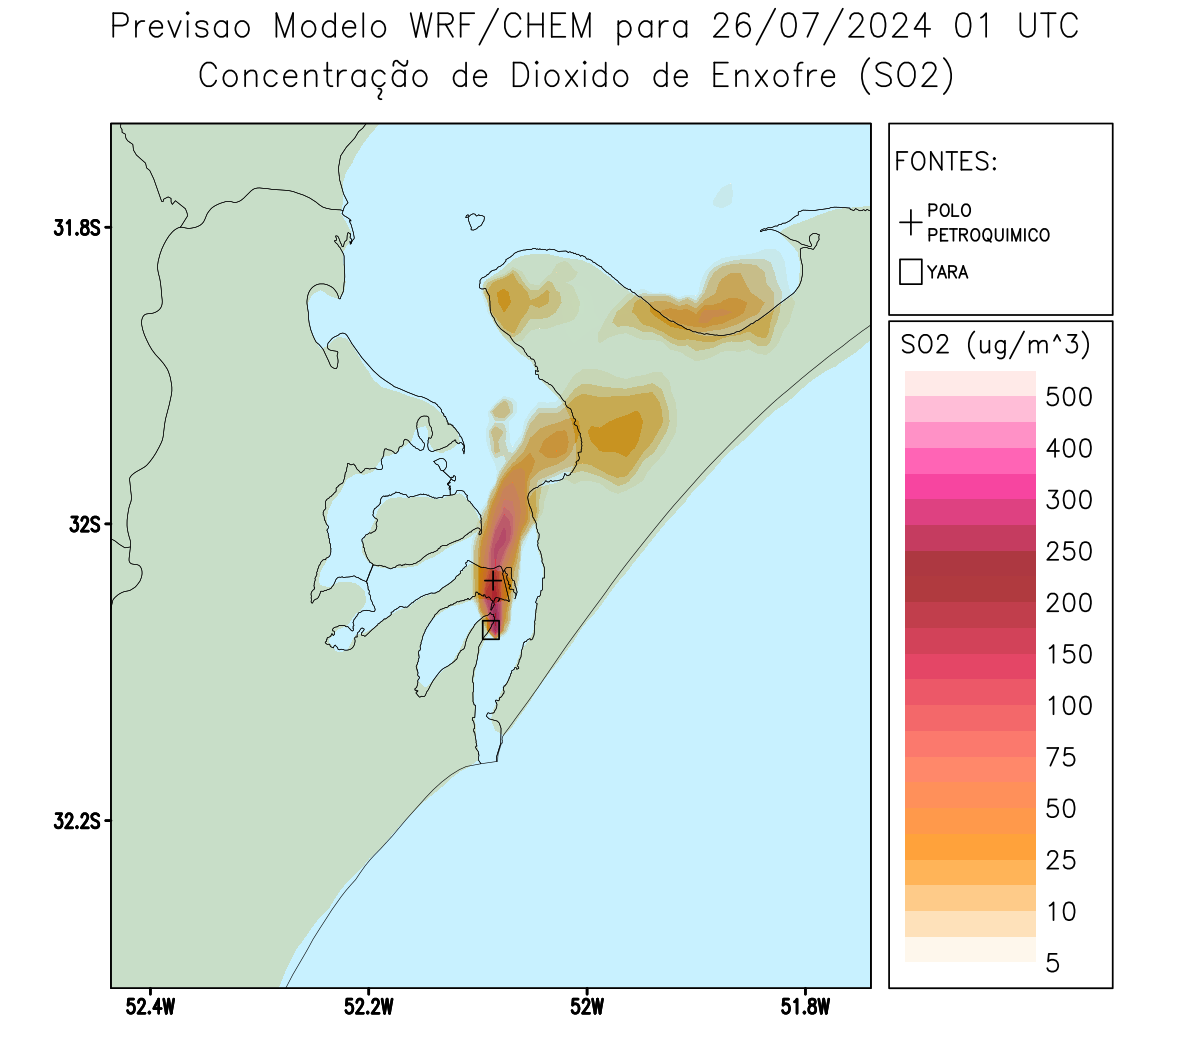 Previsao Modelo WRF/CHEM para 26/07/2024 01 UTC
Concentração de Dioxido de Enxofre (SO2)
FONTES:
POLO
PETROQUIMICO
YARA
SO2 (ug/m^3)
500
400
300
250
200
150
100
75
50
25
10
5
31.8S
32S
32.2S
52.4W
52.2W
52W
51.8W